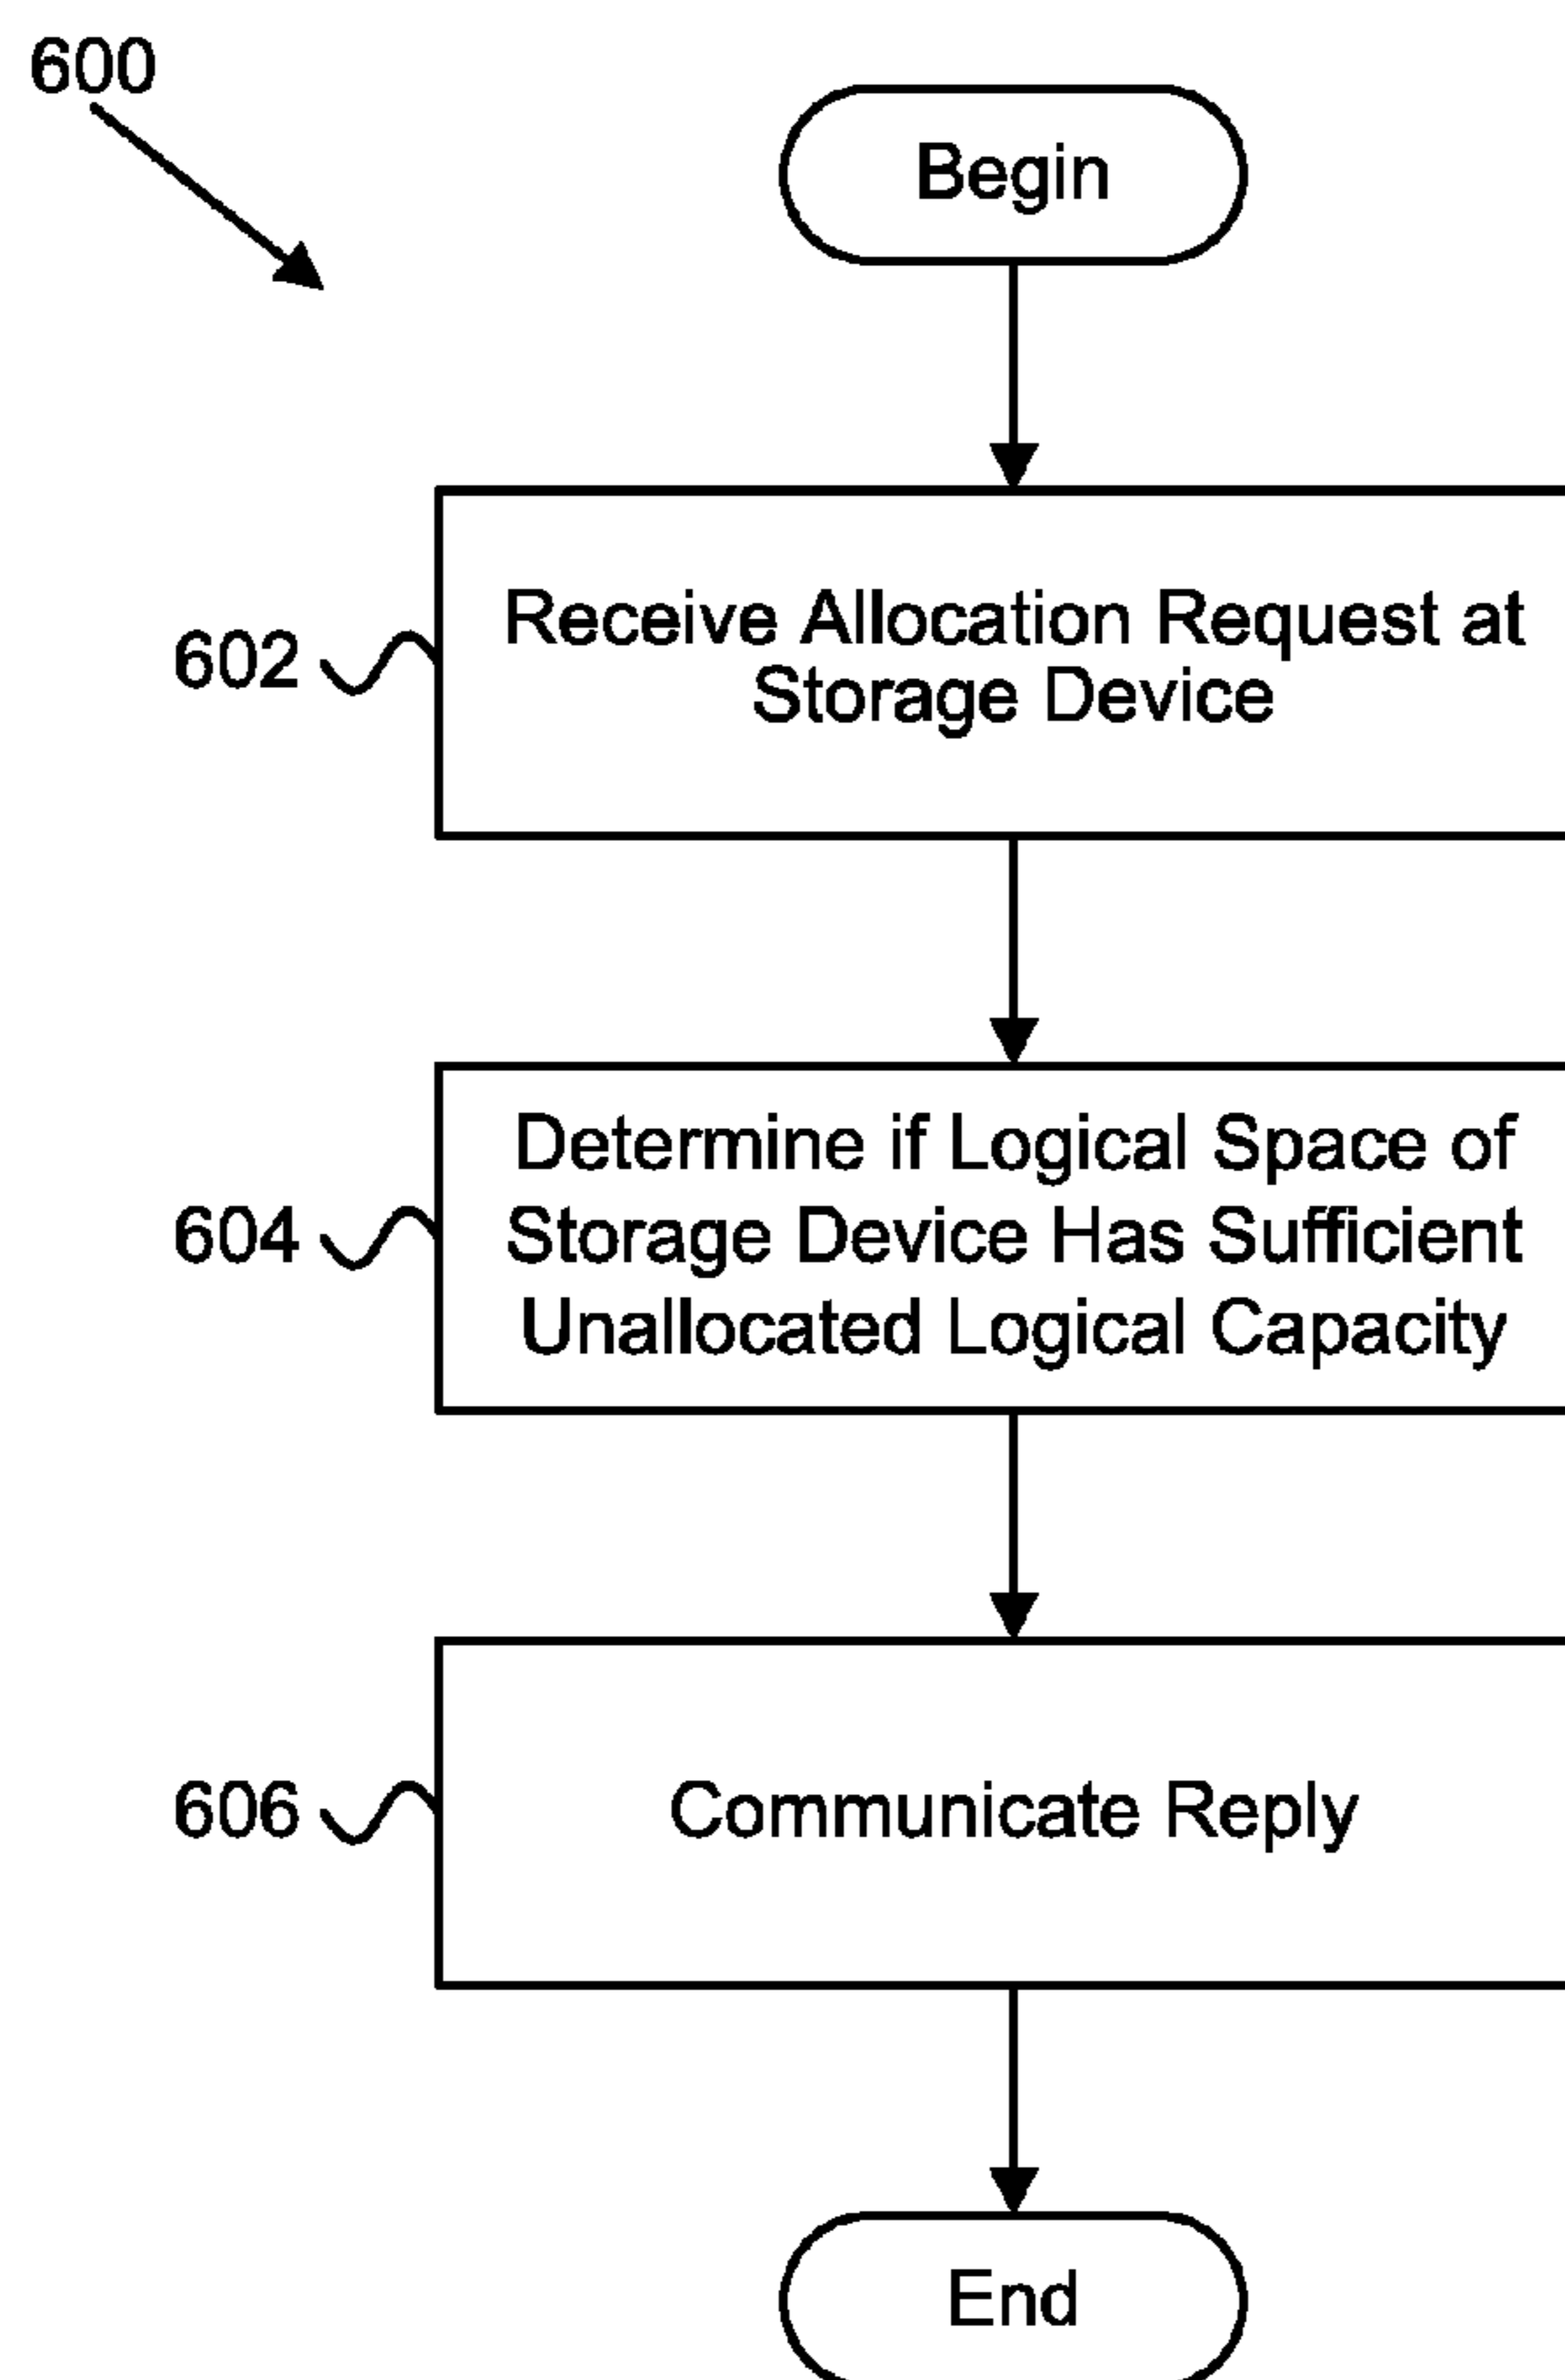 600
Begin
602
Receive Allocation Request at
Storage Device
604
Determine if Logical Space of
Storage Device Has Sufficient
Unallocated Logical Capacity
606
Communicate Reply
End